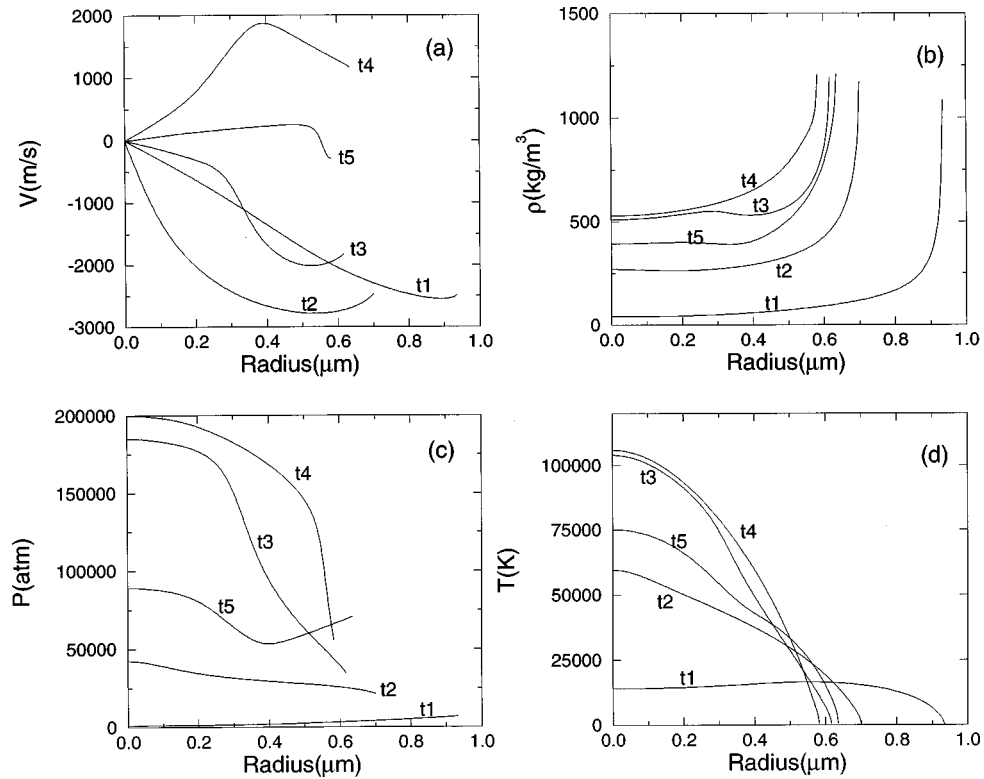 (a)
V(m/s)
2000
1000
0
-1000
-2000
-3000
t4
t5
t3
t1
t2
0.0 0.2 0.4 0.6 0.8 1.0
Radius(μm)
(b)
ρ(kg/m³)
1500
1000
500
0
t4
t3
t5
t2
t1
0.0 0.2 0.4 0.6 0.8 1.0
Radius(μm)
(c)
P(atm)
200000
150000
100000
50000
0
t4
t3
t5
t2
t1
0.0 0.2 0.4 0.6 0.8 1.0
Radius(μm)
(d)
T(K)
100000
75000
50000
25000
0
t3
t4
t5
t2
t1
0.0 0.2 0.4 0.6 0.8 1.0
Radius(μm)